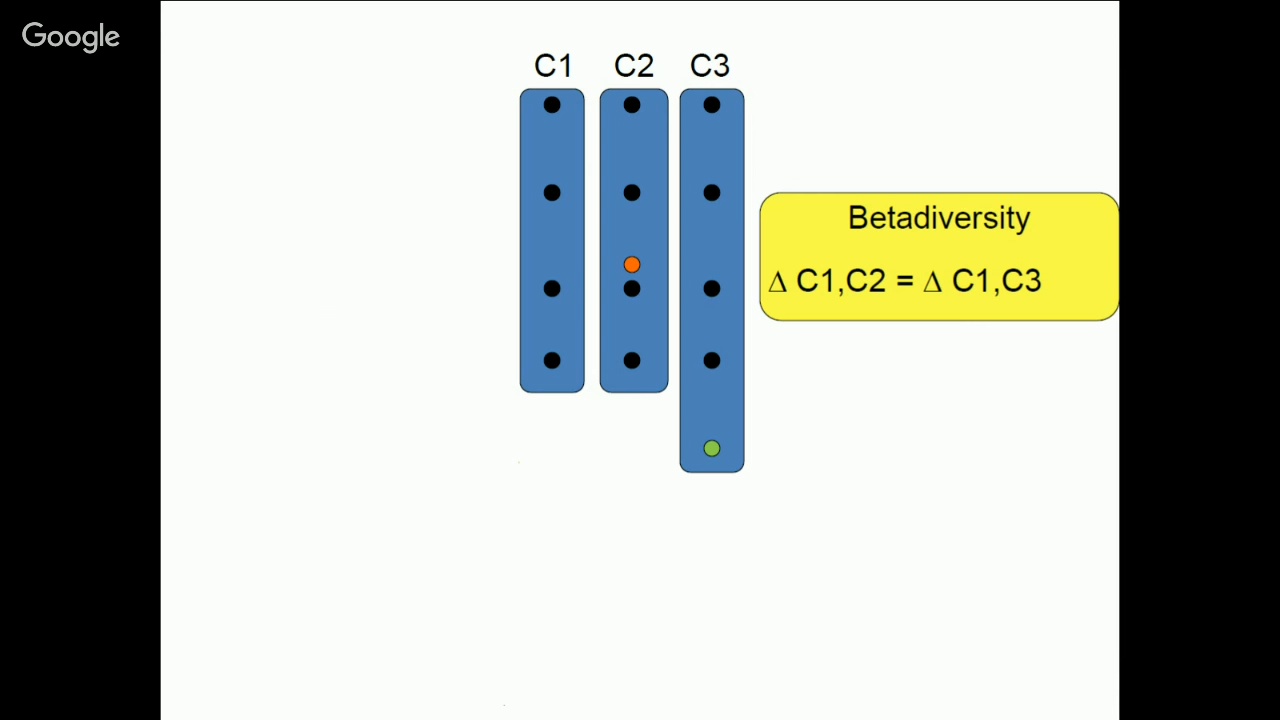 Google
C1 C2 C3
Betadiversity
Δ C1,C2 = Δ C1,C3